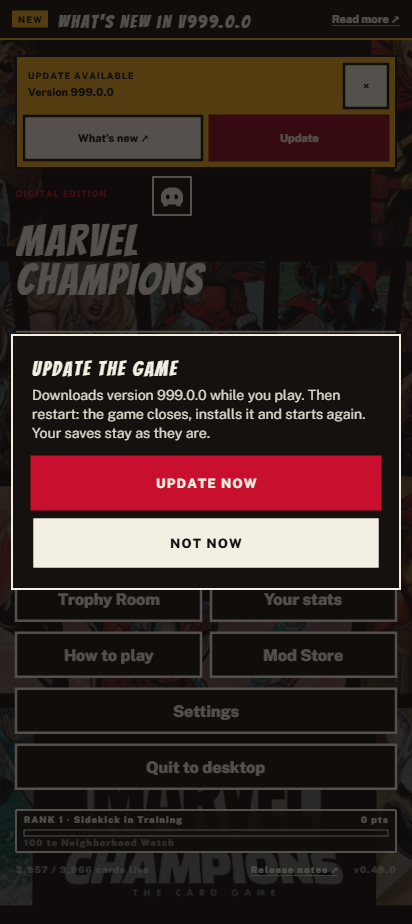 NEW WHAT'S NEW IN V999.0.0 Read more ↗
UPDATE AVAILABLE
Version 999.0.0
×
What's new ↗ Update
DIGITAL EDITION
MARVEL
CHAMPIONS
UPDATE THE GAME
Downloads version 999.0.0 while you play. Then
restart: the game closes, installs it and starts again.
Your saves stay as they are.
UPDATE NOW
NOT NOW
Trophy Room Your stats
How to play Mod Store
Settings
Quit to desktop
MARVEL
RANK 1 · Sidekick in Training 0 pts
100 to Neighborhood Watch
CHAMPIONS
3,957 / 3,966 cards live Release notes ↗ v0.49.0
THE CARD GAME